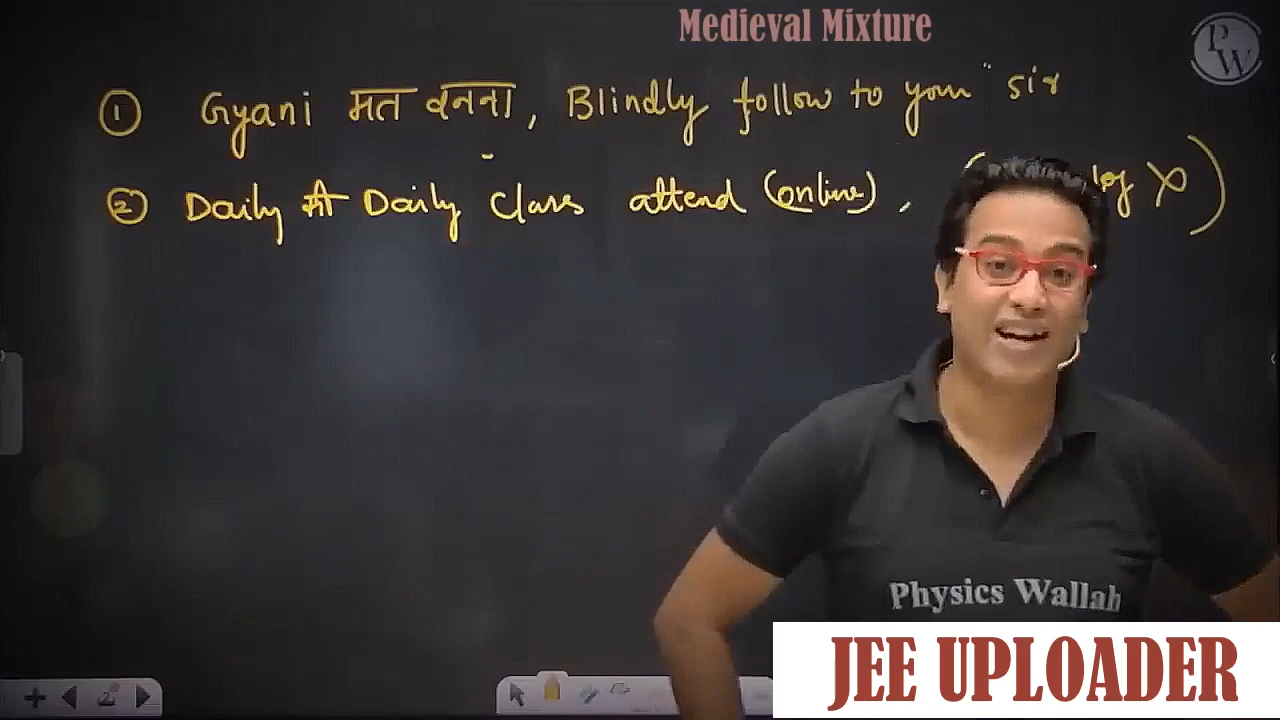 Medieval Mixture
PW
① Gyani मत बनना, Blindly follow to your "sir
② Daily Daily class attend (online),
Physics Wallah
JEE UPLOADER